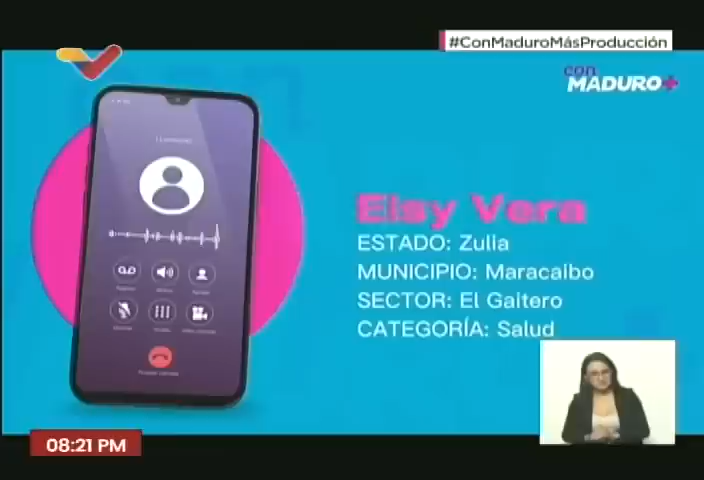 #ConMaduroMásProducción
con
MADURO+
Elsy Vera
ESTADO: Zulia
MUNICIPIO: Maracaibo
SECTOR: El Gaitero
CATEGORÍA: Salud
08:21 PM